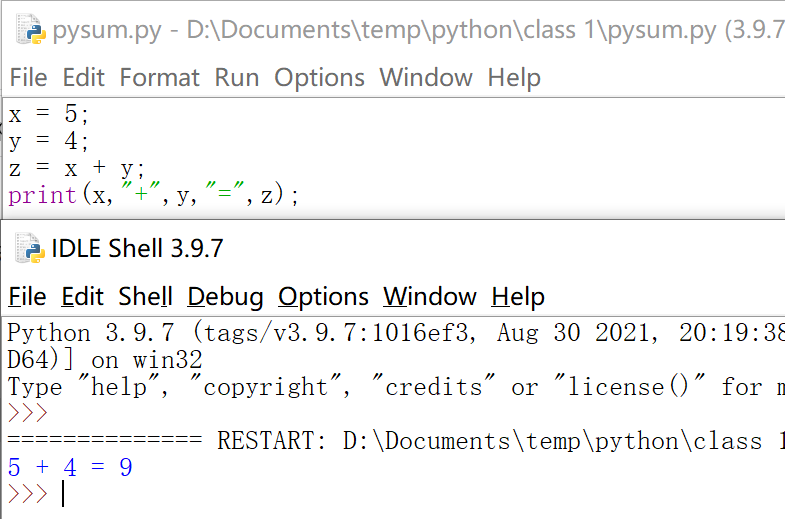 pysum.py - D:\Documents\temp\python\class 1\pysum.py (3.9.7
File Edit Format Run Options Window Help
x = 5;
y = 4;
z = x + y;
print(x,"+",y,"=",z);
IDLE Shell 3.9.7
File Edit Shell Debug Options Window Help
Python 3.9.7 (tags/v3.9.7:1016ef3, Aug 30 2021, 20:19:38
D64)] on win32
Type "help", "copyright", "credits" or "license()" for m
>>>
============== RESTART: D:\Documents\temp\python\class 1
5 + 4 = 9
>>>